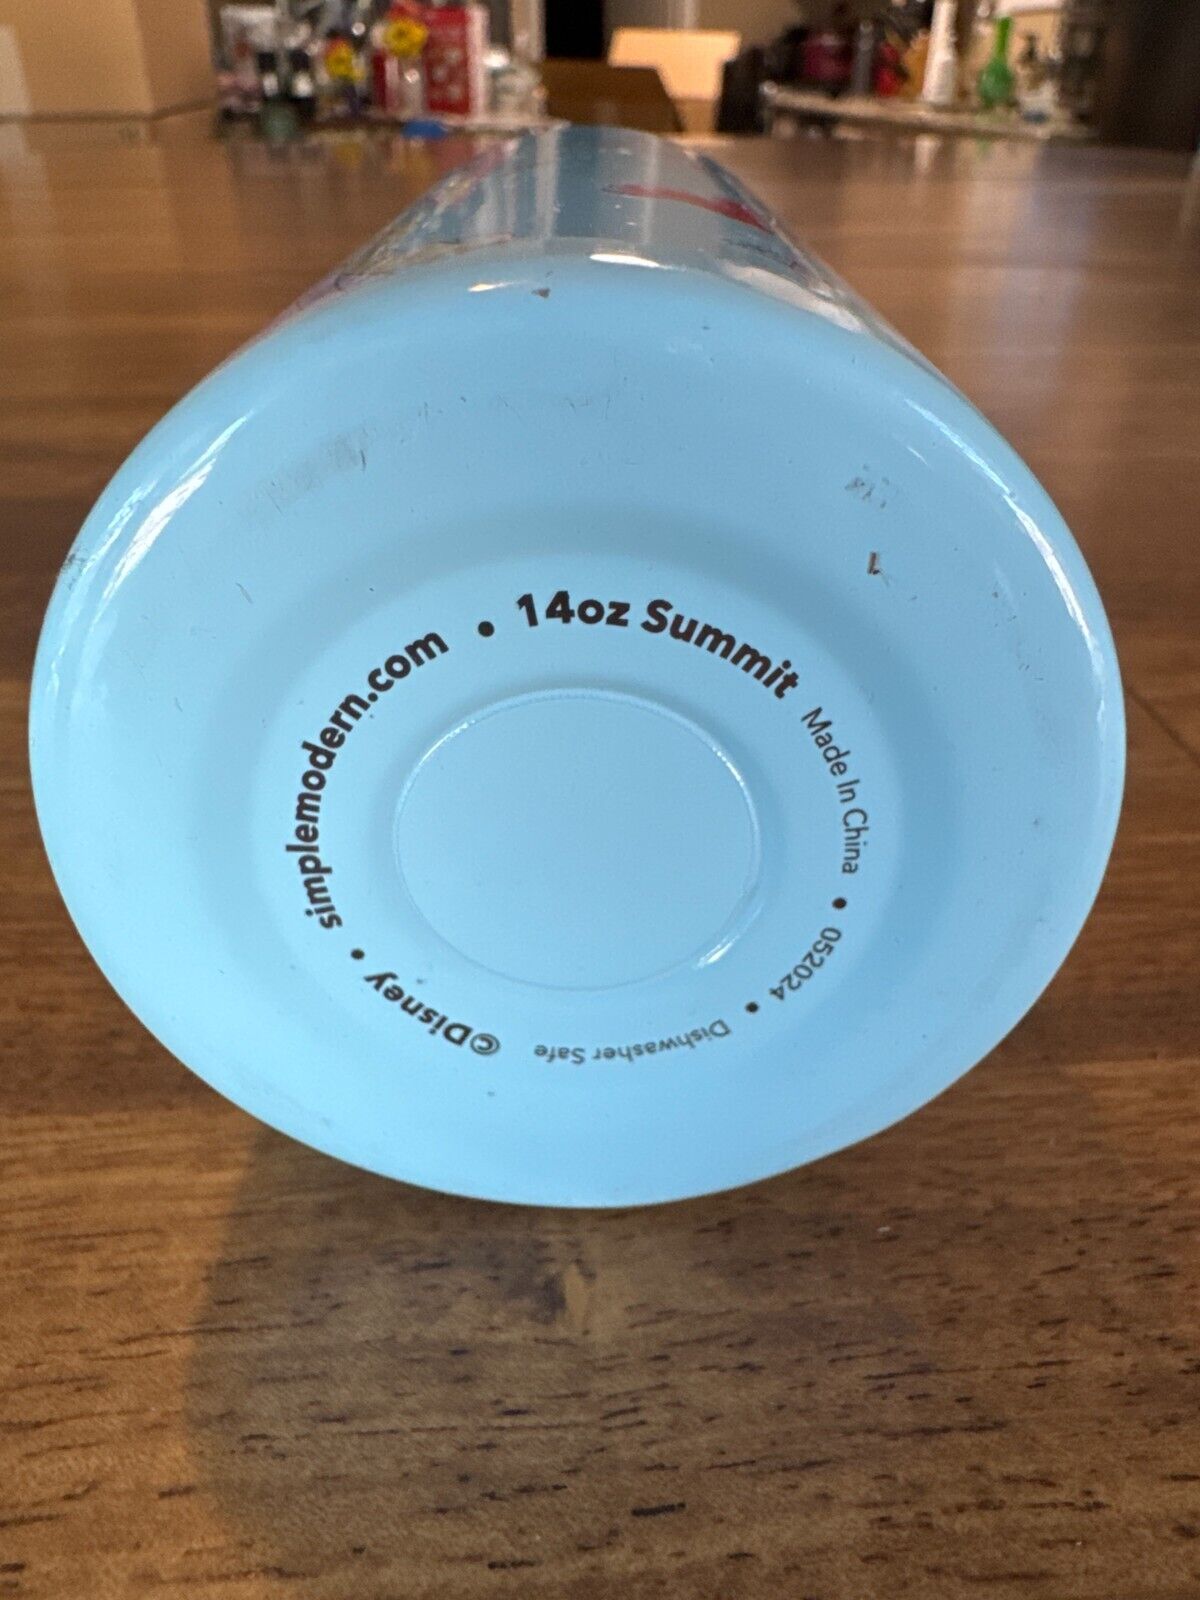 simplemodern.com • 14oz Summit Made In China • 052024 • Dishwasher Safe ©Disney •